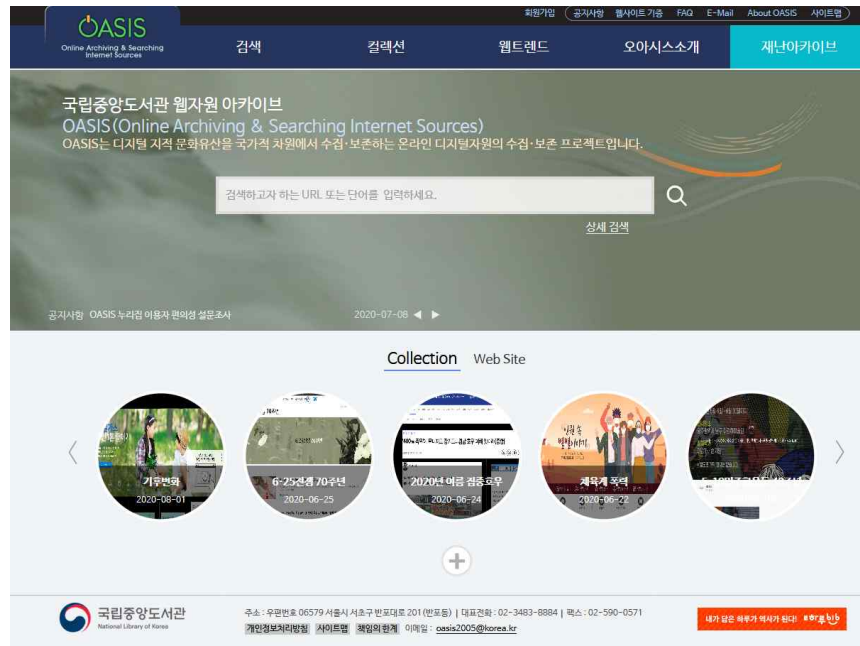 회원가입 공지사항 웹사이트 기증 FAQ E-Mail About OASIS 사이트맵
OASIS
Online Archiving & Searching
Internet Sources
검색 컬렉션 웹트렌드 오아시스소개 재난아카이브
국립중앙도서관 웹자원 아카이브
OASIS(Online Archiving & Searching Internet Sources)
OASIS는 디지털 지적 문화유산을 국가적 차원에서 수집·보존하는 온라인 디지털자원의 수집·보존 프로젝트입니다.
검색하고자 하는 URL 또는 단어를 입력하세요.
상세 검색
공지사항 OASIS 누리집 이용자 편의성 설문조사 2020-07-08
Collection Web Site
기후변화
2020-08-01
6·25전쟁 70주년
2020-06-25
2020년 여름 집중호우
2020-06-24
일원 속
체육계 폭력
2020-06-22
국립중앙도서관
National Library of Korea
주소 : 우편번호 06579 서울시 서초구 반포대로 201 (반포동) | 대표전화 : 02-3483-8884 | 팩스 : 02-590-0571
개인정보처리방침 사이트맵 책임의 한계 이메일 : oasis2005@korea.kr
내가 담은 하루가 역사가 된다!